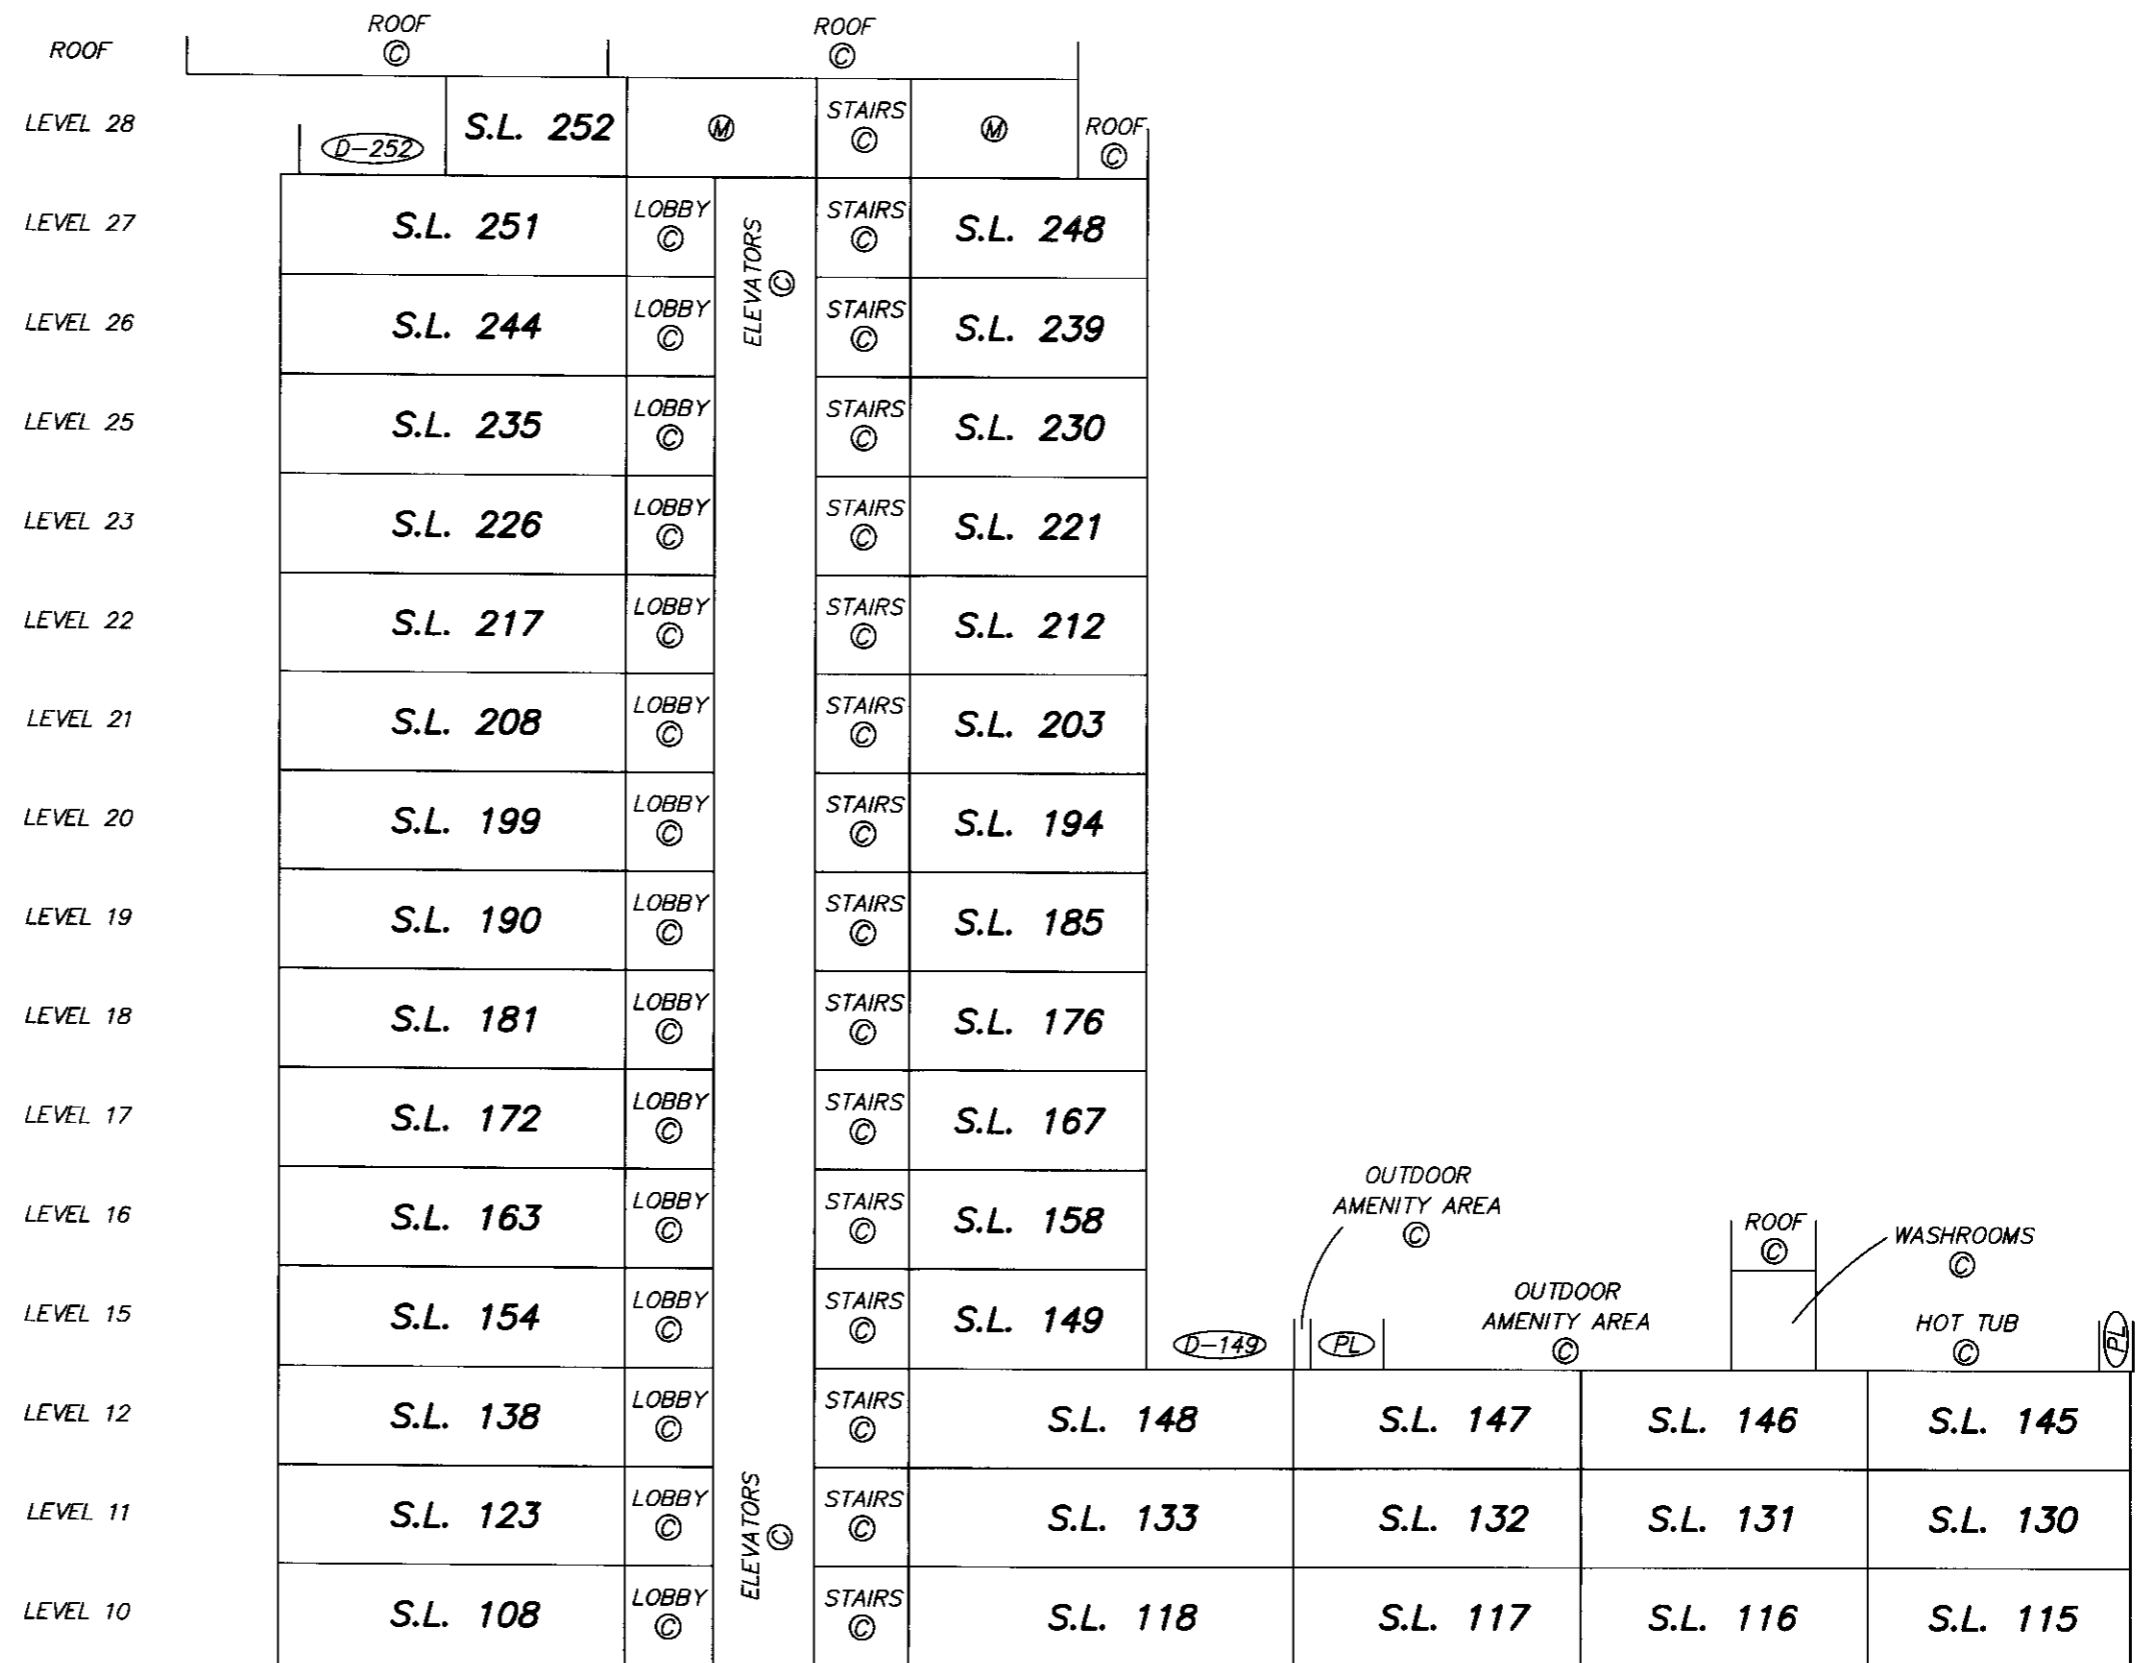 ROOF
ROOF
Ⓒ
ROOF
Ⓒ
LEVEL 28
D-252
S.L. 252
Ⓜ
STAIRS
Ⓒ
Ⓜ
ROOF
Ⓒ
LEVEL 27
S.L. 251
LOBBY
Ⓒ
ELEVATORS
Ⓒ
STAIRS
Ⓒ
S.L. 248
LEVEL 26
S.L. 244
LOBBY
Ⓒ
STAIRS
Ⓒ
S.L. 239
LEVEL 25
S.L. 235
LOBBY
Ⓒ
STAIRS
Ⓒ
S.L. 230
LEVEL 23
S.L. 226
LOBBY
Ⓒ
STAIRS
Ⓒ
S.L. 221
LEVEL 22
S.L. 217
LOBBY
Ⓒ
STAIRS
Ⓒ
S.L. 212
LEVEL 21
S.L. 208
LOBBY
Ⓒ
STAIRS
Ⓒ
S.L. 203
LEVEL 20
S.L. 199
LOBBY
Ⓒ
STAIRS
Ⓒ
S.L. 194
LEVEL 19
S.L. 190
LOBBY
Ⓒ
STAIRS
Ⓒ
S.L. 185
LEVEL 18
S.L. 181
LOBBY
Ⓒ
STAIRS
Ⓒ
S.L. 176
LEVEL 17
S.L. 172
LOBBY
Ⓒ
STAIRS
Ⓒ
S.L. 167
LEVEL 16
S.L. 163
LOBBY
Ⓒ
STAIRS
Ⓒ
S.L. 158
OUTDOOR
AMENITY AREA
Ⓒ
ROOF
Ⓒ
WASHROOMS
Ⓒ
LEVEL 15
S.L. 154
LOBBY
Ⓒ
STAIRS
Ⓒ
S.L. 149
D-149
PL
OUTDOOR
AMENITY AREA
Ⓒ
HOT TUB
Ⓒ
PL
LEVEL 12
S.L. 138
LOBBY
Ⓒ
STAIRS
Ⓒ
S.L. 148
S.L. 147
S.L. 146
S.L. 145
LEVEL 11
S.L. 123
LOBBY
Ⓒ
ELEVATORS
Ⓒ
STAIRS
Ⓒ
S.L. 133
S.L. 132
S.L. 131
S.L. 130
LEVEL 10
S.L. 108
LOBBY
Ⓒ
STAIRS
Ⓒ
S.L. 118
S.L. 117
S.L. 116
S.L. 115